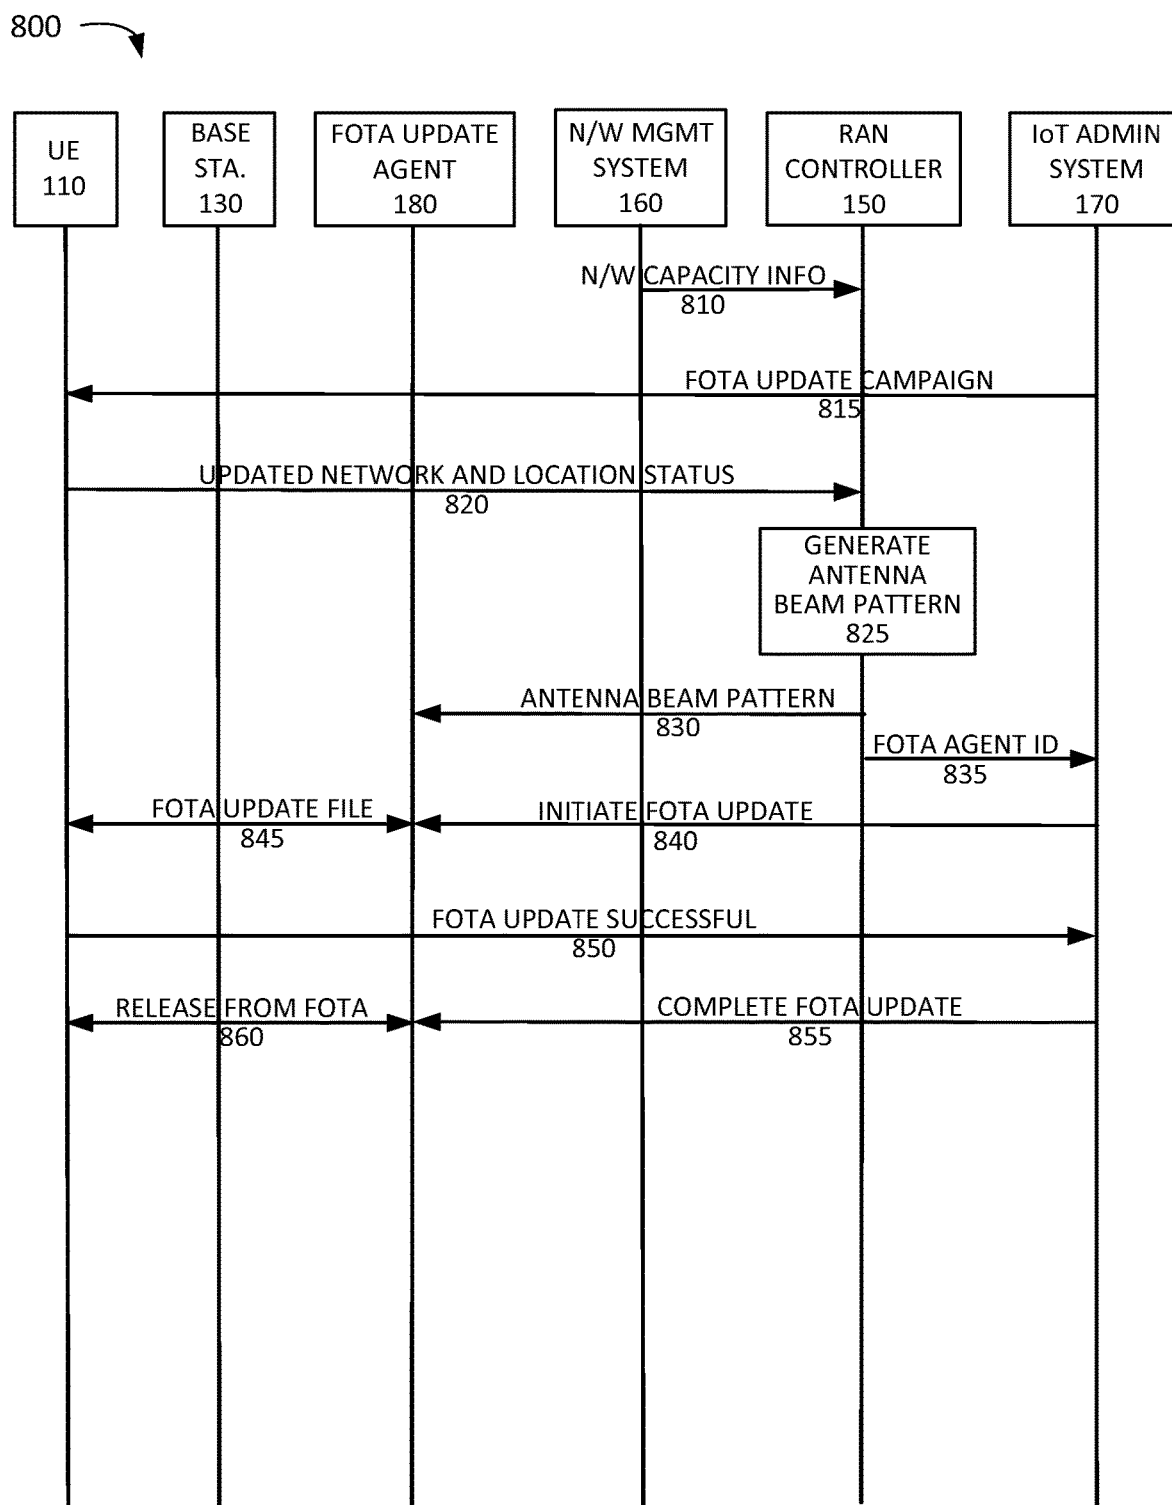 800
UE
110
BASE
STA.
130
FOTA UPDATE
AGENT
180
N/W MGMT
SYSTEM
160
RAN
CONTROLLER
150
IoT ADMIN
SYSTEM
170
N/W CAPACITY INFO
810
FOTA UPDATE CAMPAIGN
815
UPDATED NETWORK AND LOCATION STATUS
820
GENERATE
ANTENNA
BEAM PATTERN
825
ANTENNA BEAM PATTERN
830
FOTA AGENT ID
835
FOTA UPDATE FILE
845
INITIATE FOTA UPDATE
840
FOTA UPDATE SUCCESSFUL
850
RELEASE FROM FOTA
860
COMPLETE FOTA UPDATE
855